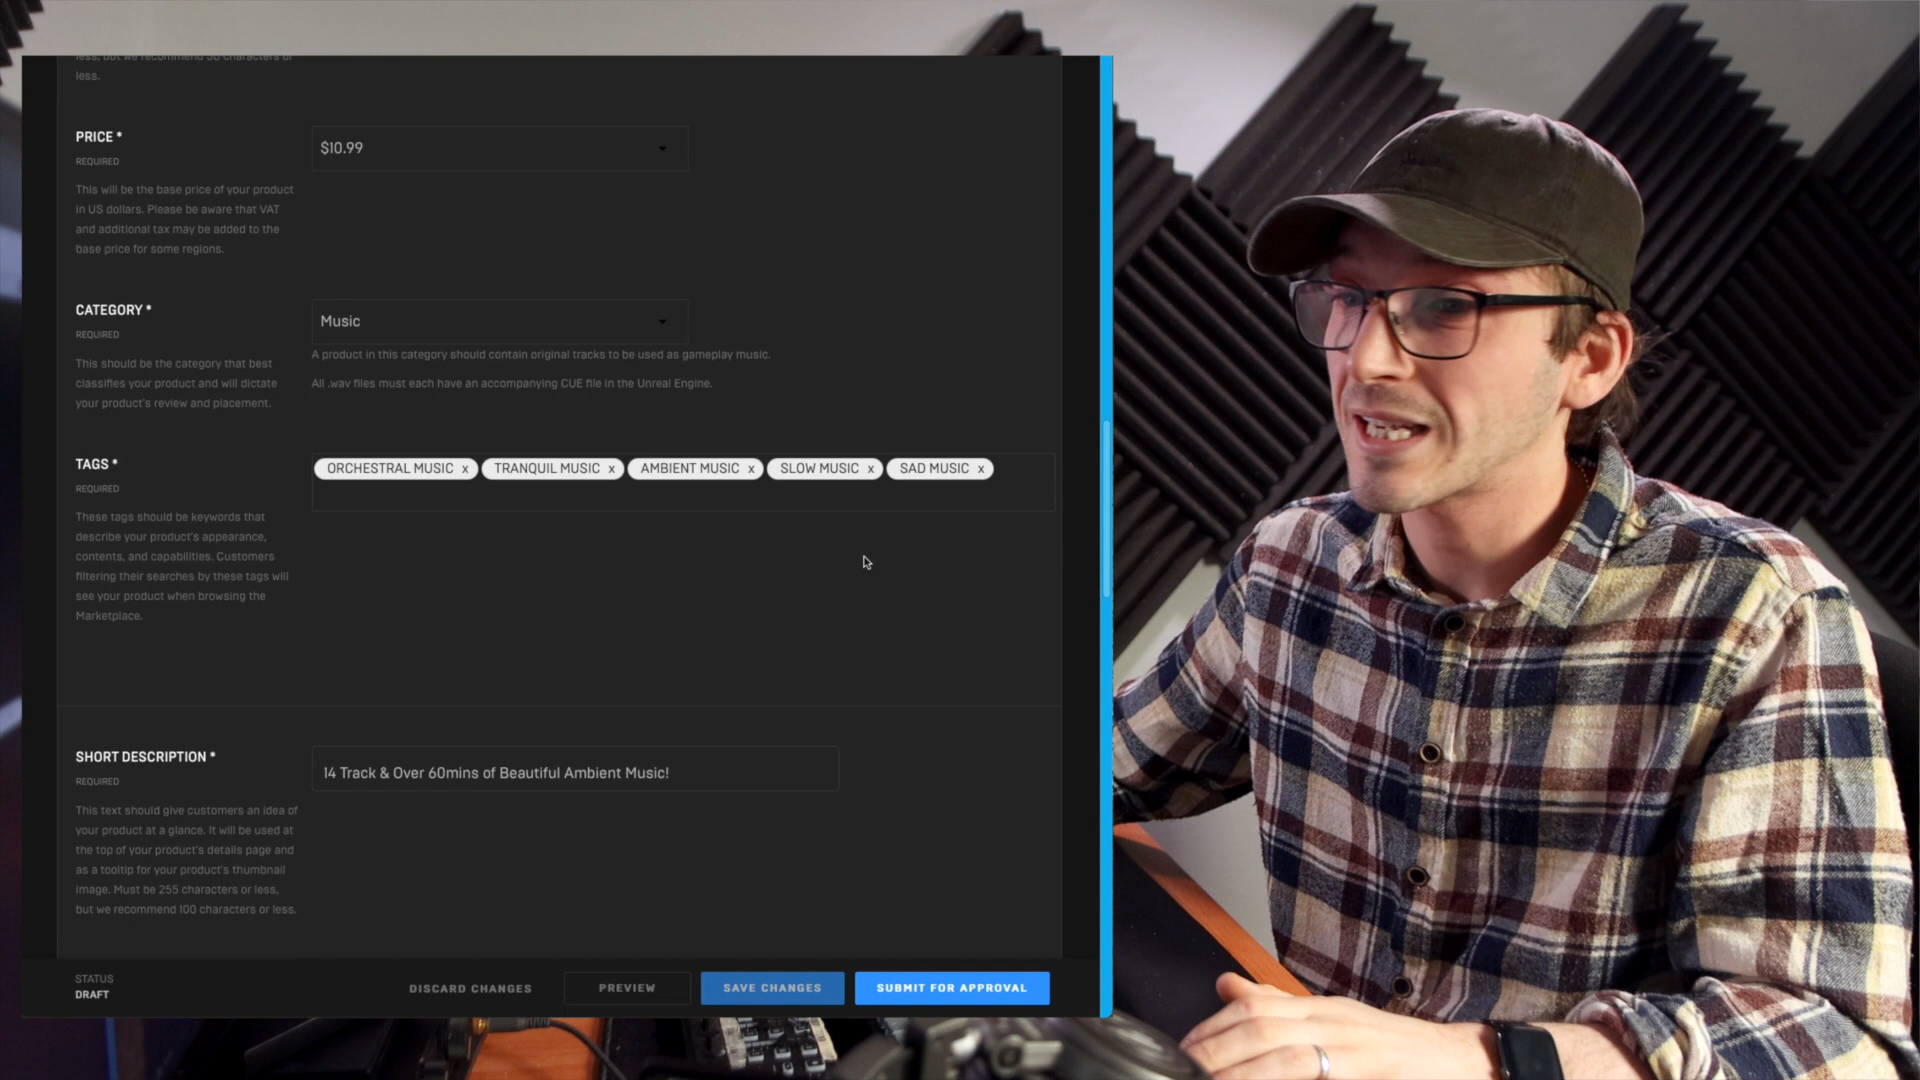 less, but we recommend 50 characters or
less.
PRICE *
REQUIRED
This will be the base price of your product
in US dollars. Please be aware that VAT
and additional tax may be added to the
base price for some regions.
$10.99
CATEGORY *
REQUIRED
This should be the category that best
classifies your product and will dictate
your product's review and placement.
Music
A product in this category should contain original tracks to be used as gameplay music.
All .wav files must each have an accompanying CUE file in the Unreal Engine.
TAGS *
REQUIRED
These tags should be keywords that
describe your product's appearance,
contents, and capabilities. Customers
filtering their searches by these tags will
see your product when browsing the
Marketplace.
ORCHESTRAL MUSIC x TRANQUIL MUSIC x AMBIENT MUSIC x SLOW MUSIC x SAD MUSIC x
SHORT DESCRIPTION *
REQUIRED
This text should give customers an idea of
your product at a glance. It will be used at
the top of your product's details page and
as a tooltip for your product's thumbnail
image. Must be 255 characters or less,
but we recommend 100 characters or less.
14 Track & Over 60mins of Beautiful Ambient Music!
STATUS
DRAFT
DISCARD CHANGES
PREVIEW
SAVE CHANGES
SUBMIT FOR APPROVAL